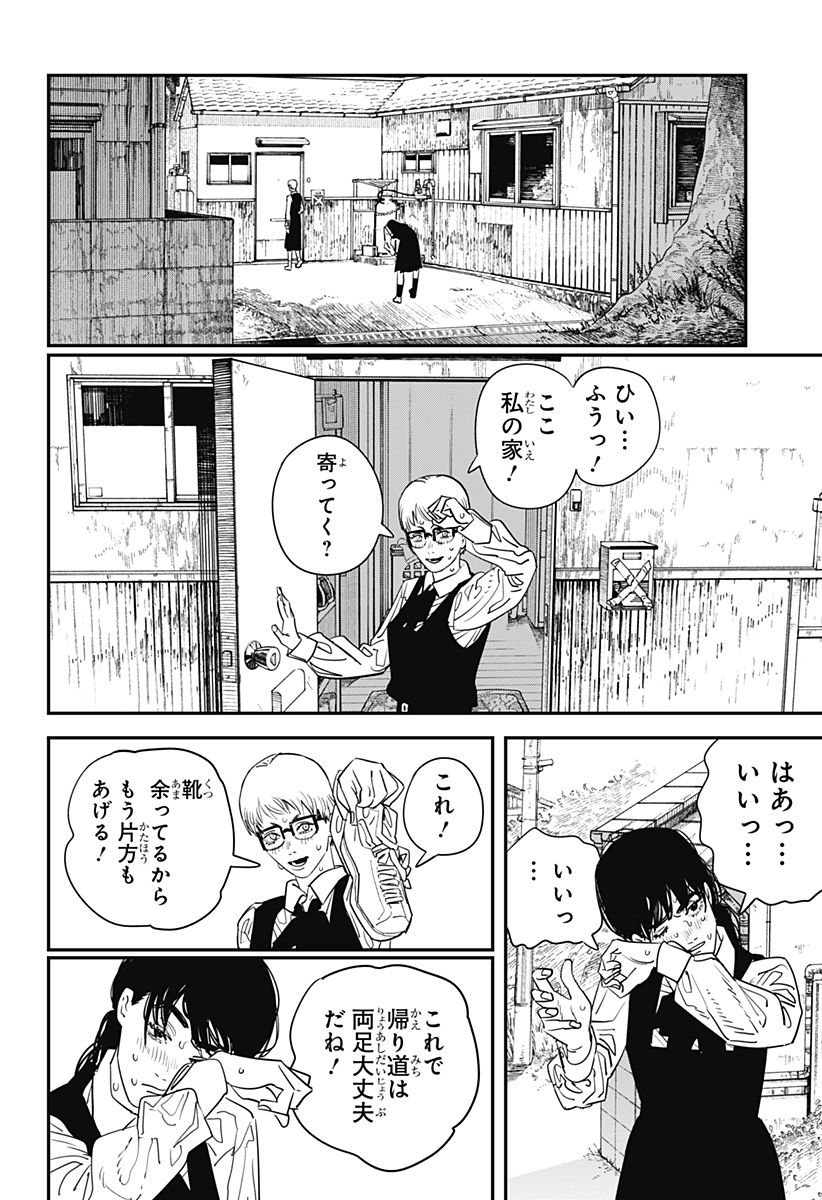 ひい…
ふうっ！
ここ
私の家！
寄ってく？
はあっ…
いいっ…
いいっ
…
これ！
靴
余ってるから
もう片方も
あげる！
これで
帰り道は
両足大丈夫
だね！